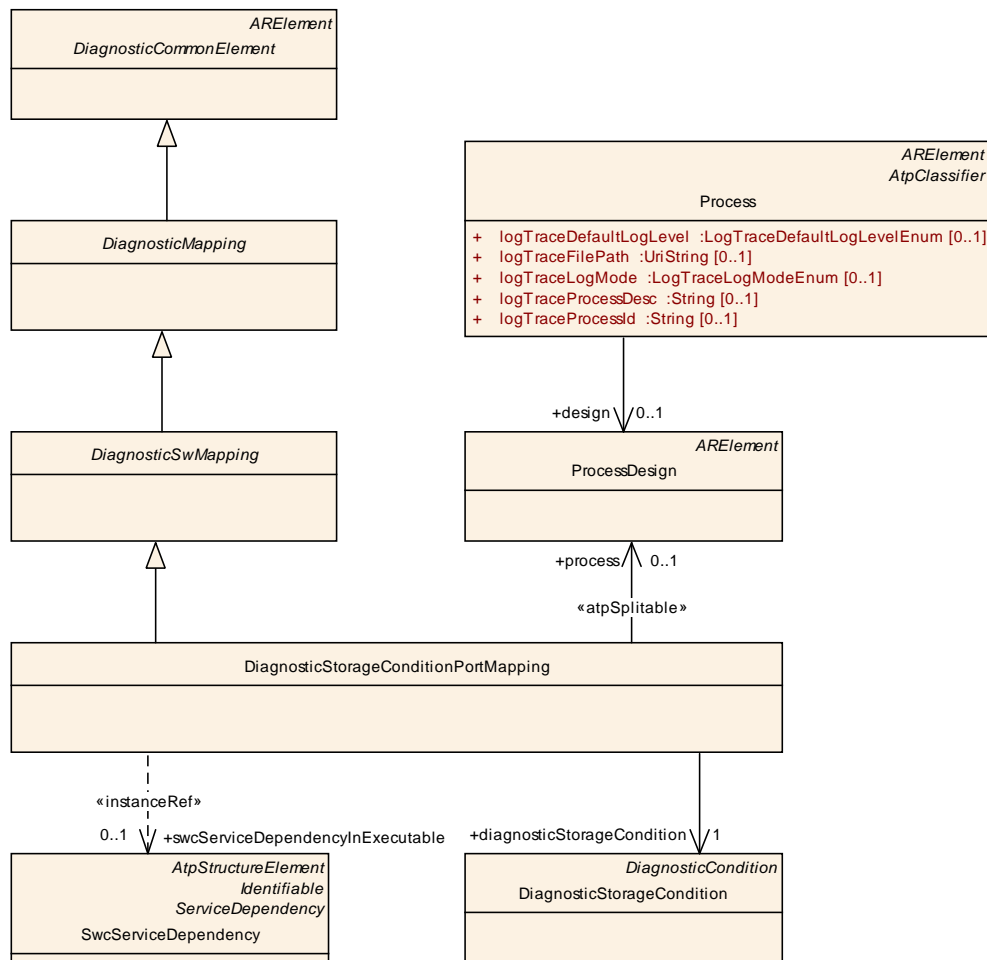 ARElement
DiagnosticCommonElement
ARElement
AtpClassifier
Process
+ logTraceDefaultLogLevel :LogTraceDefaultLogLevelEnum [0..1]
+ logTraceFilePath :UriString [0..1]
+ logTraceLogMode :LogTraceLogModeEnum [0..1]
+ logTraceProcessDesc :String [0..1]
+ logTraceProcessId :String [0..1]
DiagnosticMapping
+design 0..1
DiagnosticSwMapping
ARElement
ProcessDesign
+process 0..1
«atpSplitable»
DiagnosticStorageConditionPortMapping
«instanceRef»
0..1 +swcServiceDependencyInExecutable
+diagnosticStorageCondition 1
AtpStructureElement
Identifiable
ServiceDependency
SwcServiceDependency
DiagnosticCondition
DiagnosticStorageCondition